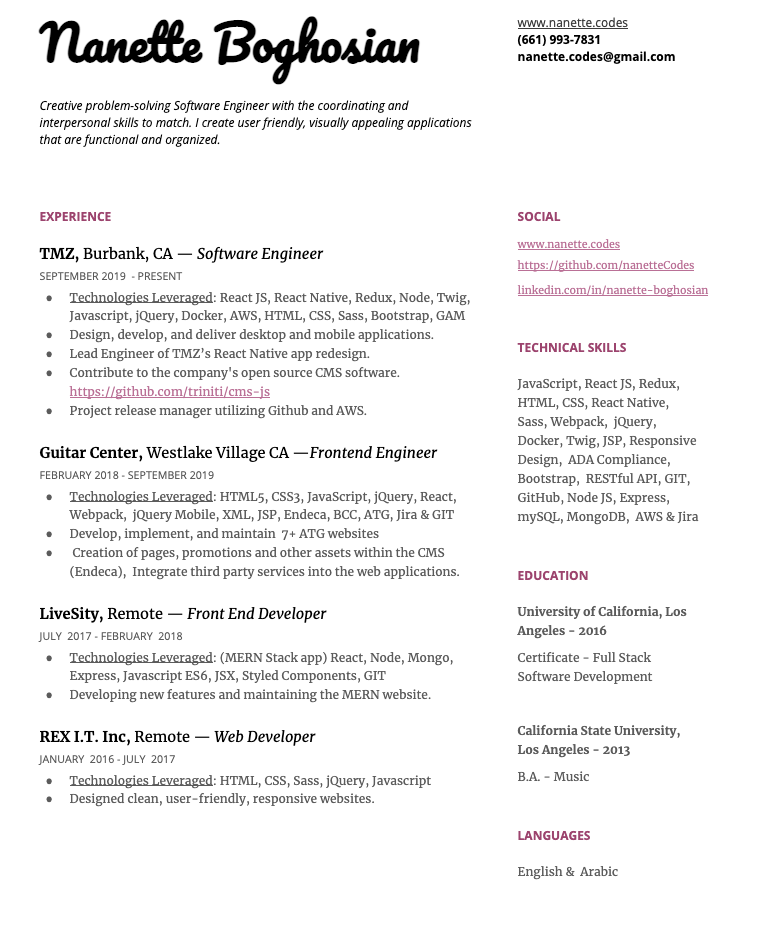 Nanette Boghosian
www.nanette.codes
(661) 993-7831
nanette.codes@gmail.com
Creative problem-solving Software Engineer with the coordinating and
interpersonal skills to match. I create user friendly, visually appealing applications
that are functional and organized.
EXPERIENCE
TMZ, Burbank, CA — Software Engineer
SEPTEMBER 2019 - PRESENT
● Technologies Leveraged: React JS, React Native, Redux, Node, Twig,
Javascript, jQuery, Docker, AWS, HTML, CSS, Sass, Bootstrap, GAM
● Design, develop, and deliver desktop and mobile applications.
● Lead Engineer of TMZ’s React Native app redesign.
● Contribute to the company's open source CMS software.
https://github.com/triniti/cms-js
● Project release manager utilizing Github and AWS.
Guitar Center, Westlake Village CA —Frontend Engineer
FEBRUARY 2018 - SEPTEMBER 2019
● Technologies Leveraged: HTML5, CSS3, JavaScript, jQuery, React,
Webpack, jQuery Mobile, XML, JSP, Endeca, BCC, ATG, Jira & GIT
● Develop, implement, and maintain 7+ ATG websites
● Creation of pages, promotions and other assets within the CMS
(Endeca), Integrate third party services into the web applications.
LiveSity, Remote — Front End Developer
JULY 2017 - FEBRUARY 2018
● Technologies Leveraged: (MERN Stack app) React, Node, Mongo,
Express, Javascript ES6, JSX, Styled Components, GIT
● Developing new features and maintaining the MERN website.
REX I.T. Inc, Remote — Web Developer
JANUARY 2016 - JULY 2017
● Technologies Leveraged: HTML, CSS, Sass, jQuery, Javascript
● Designed clean, user-friendly, responsive websites.
SOCIAL
www.nanette.codes
https://github.com/nanetteCodes
linkedin.com/in/nanette-boghosian
TECHNICAL SKILLS
JavaScript, React JS, Redux,
HTML, CSS, React Native,
Sass, Webpack, jQuery,
Docker, Twig, JSP, Responsive
Design, ADA Compliance,
Bootstrap, RESTful API, GIT,
GitHub, Node JS, Express,
mySQL, MongoDB, AWS & Jira
EDUCATION
University of California, Los
Angeles - 2016
Certificate - Full Stack
Software Development
California State University,
Los Angeles - 2013
B.A. - Music
LANGUAGES
English & Arabic